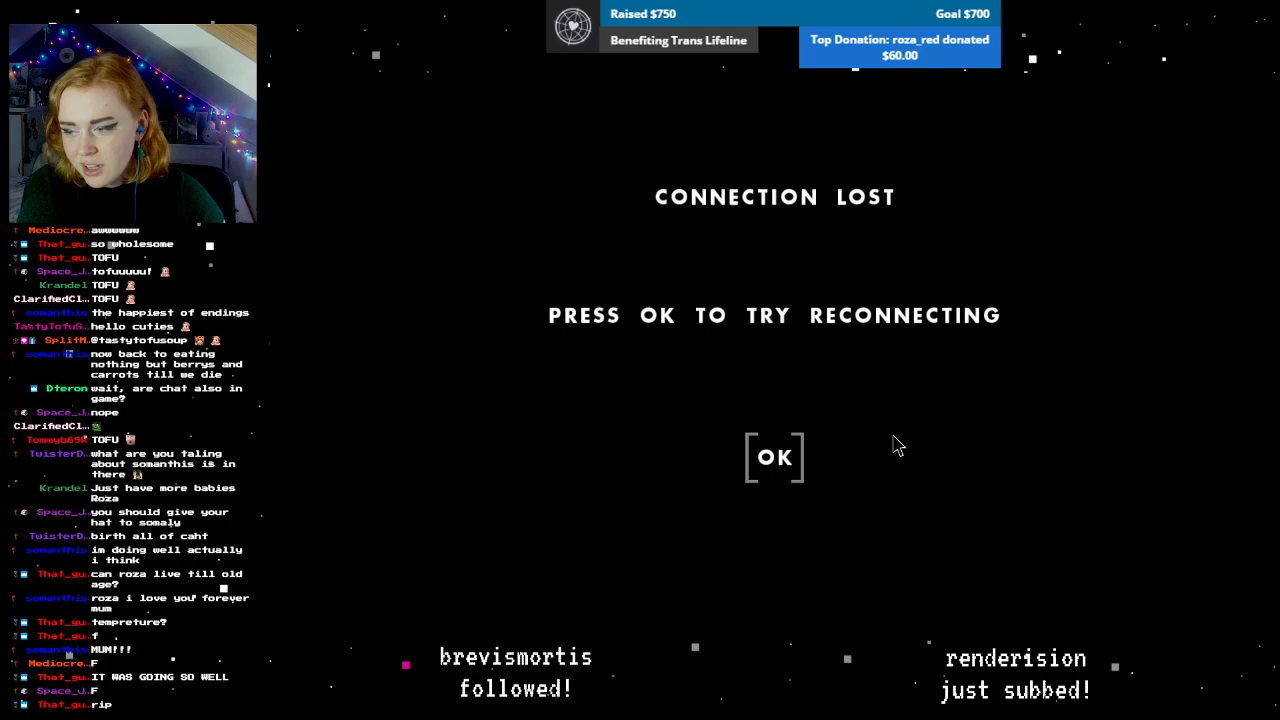 Raised $750
Goal $700
Benefiting Trans Lifeline
Top Donation: roza_red donated
$60.00
CONNECTION LOST
PRESS OK TO TRY RECONNECTING
OK
Mediocre.. awwwwww
That_gu.. so wholesome
That_gu.. TOFU
Space_J.. tofuuuuu!
Krandel TOFU
ClarifiedCl... TOFU
somanthis the happiest of endings
TastyTofuS.. hello cuties
SplitM.. @tastytofusoup
somanthis now back to eating
nothing but berrys and
carrots till we die
Dteron wait, are chat also in
game?
Space_J.. nope
ClarifiedCl...
Tommyb69 TOFU
TwisterD.. what are you taling
about somanthis is in
there
Krandel Just have more babies
Roza
Space_J.. you should give your
hat to somaly
TwisterD.. birth all of caht
somanthis im doing well actually
i think
That_gu.. can roza live till old
age?
somanthis roza i love you forever
mum
That_gu.. tempreture?
That_gu.. f
somanthis MUM!!!
Mediocre.. F
That_gu.. IT WAS GOING SO WELL
Space_J.. F
That_gu.. rip
brevismortis
followed!
renderision
just subbed!